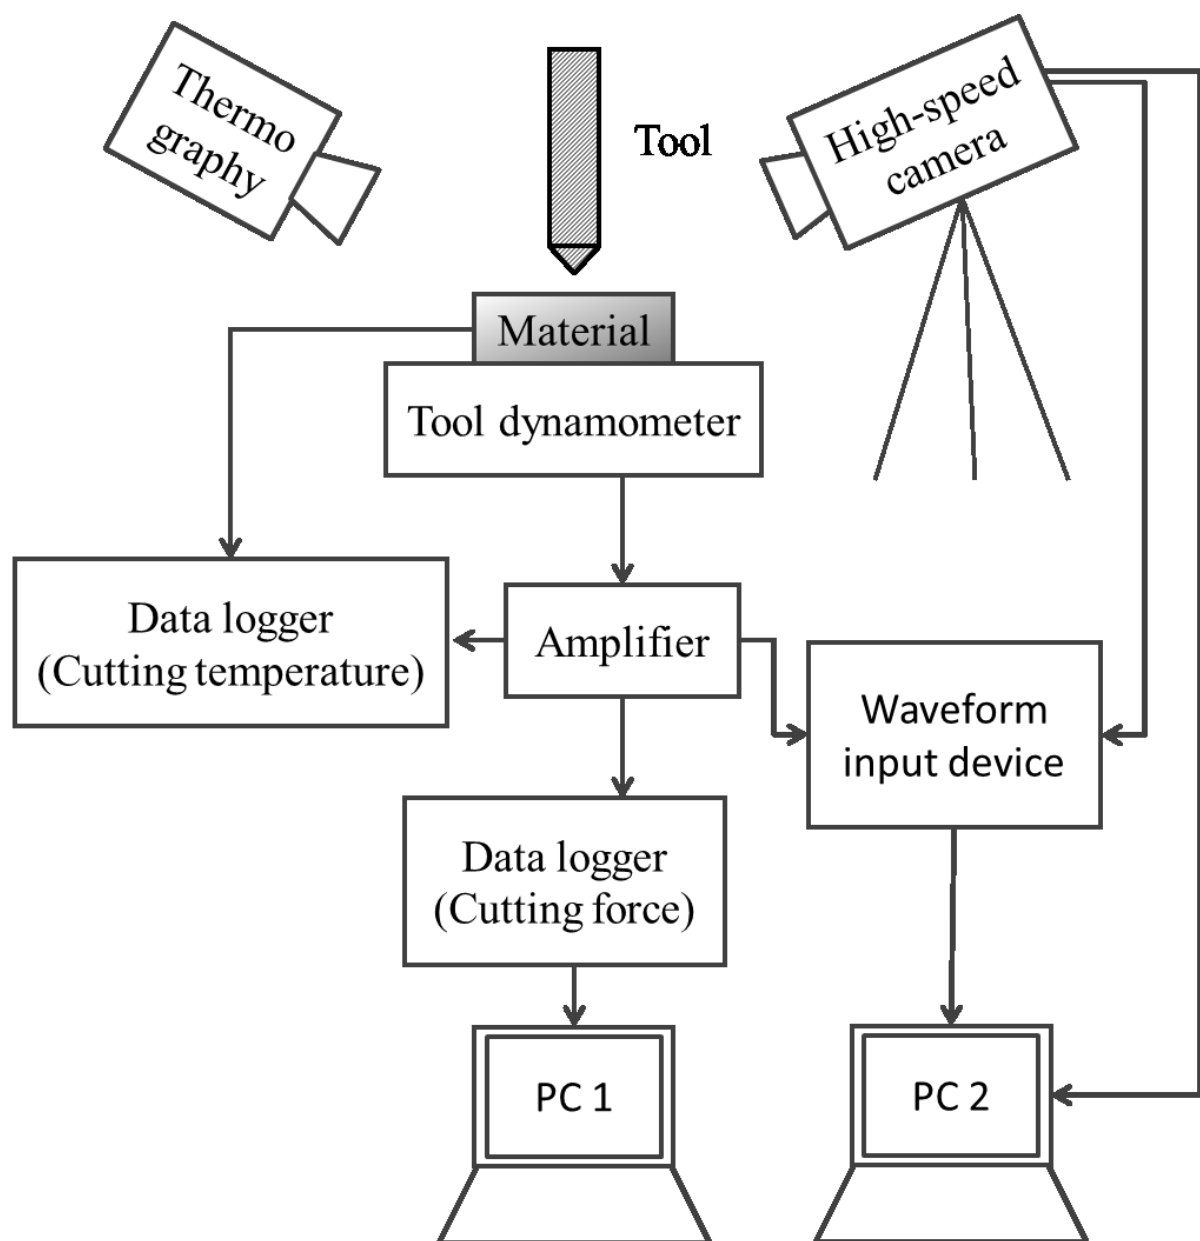 Thermo
graphy
Tool
High-speed
camera
Material
Tool dynamometer
Data logger
(Cutting temperature)
Amplifier
Waveform
input device
Data logger
(Cutting force)
PC 1
PC 2